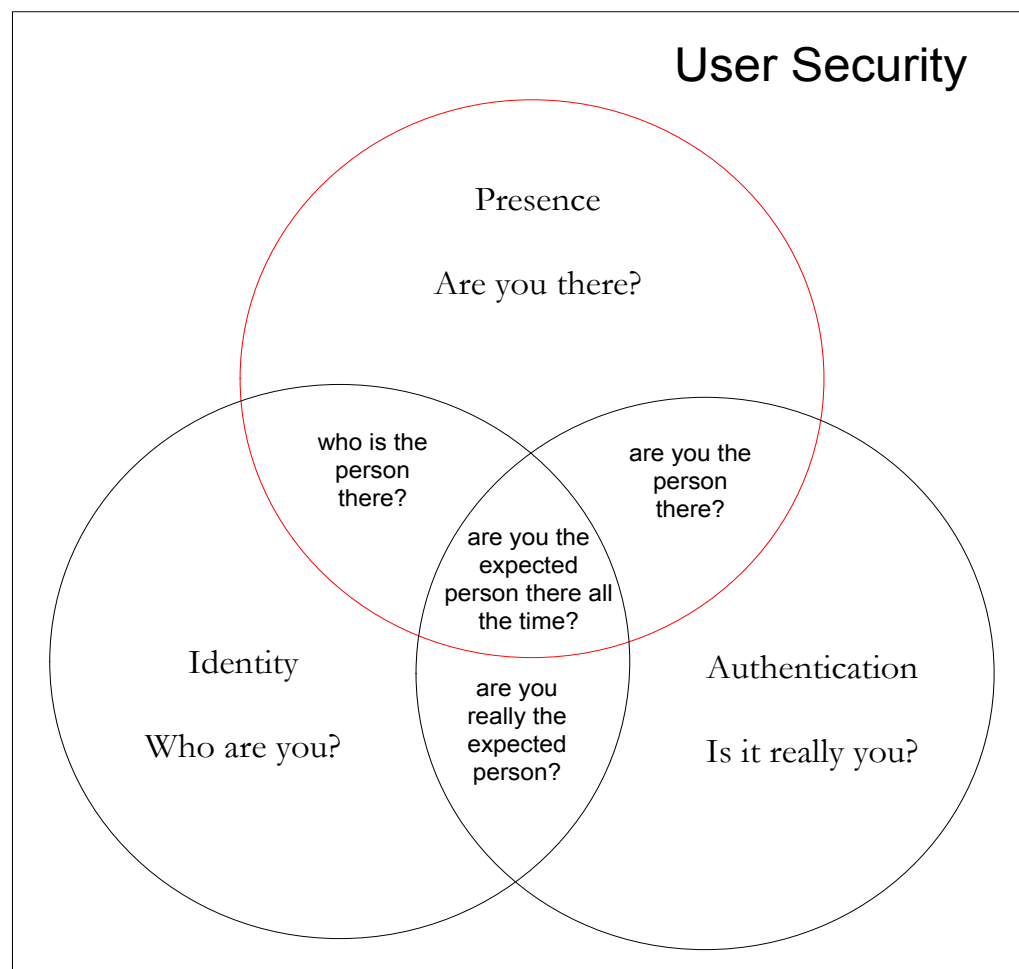 User Security
Presence
Are you there?
who is the
person
there?
are you the
person
there?
are you the
expected
person there all
the time?
Identity
Who are you?
are you
really the
expected
person?
Authentication
Is it really you?